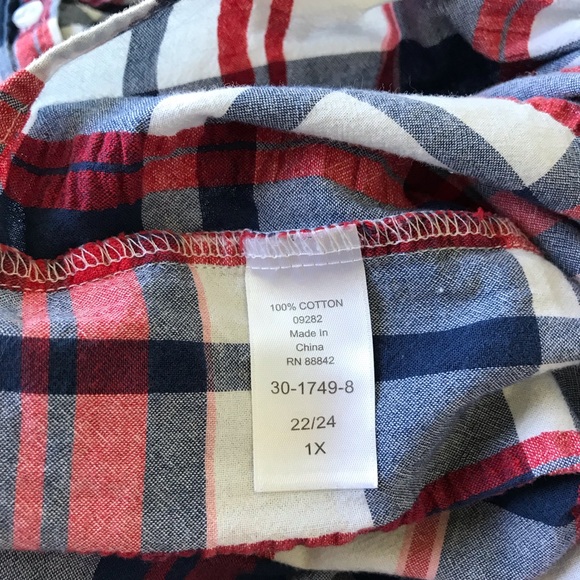 100% COTTON
09282
Made in
China
RN 88842
30-1749-8
22/24
1X